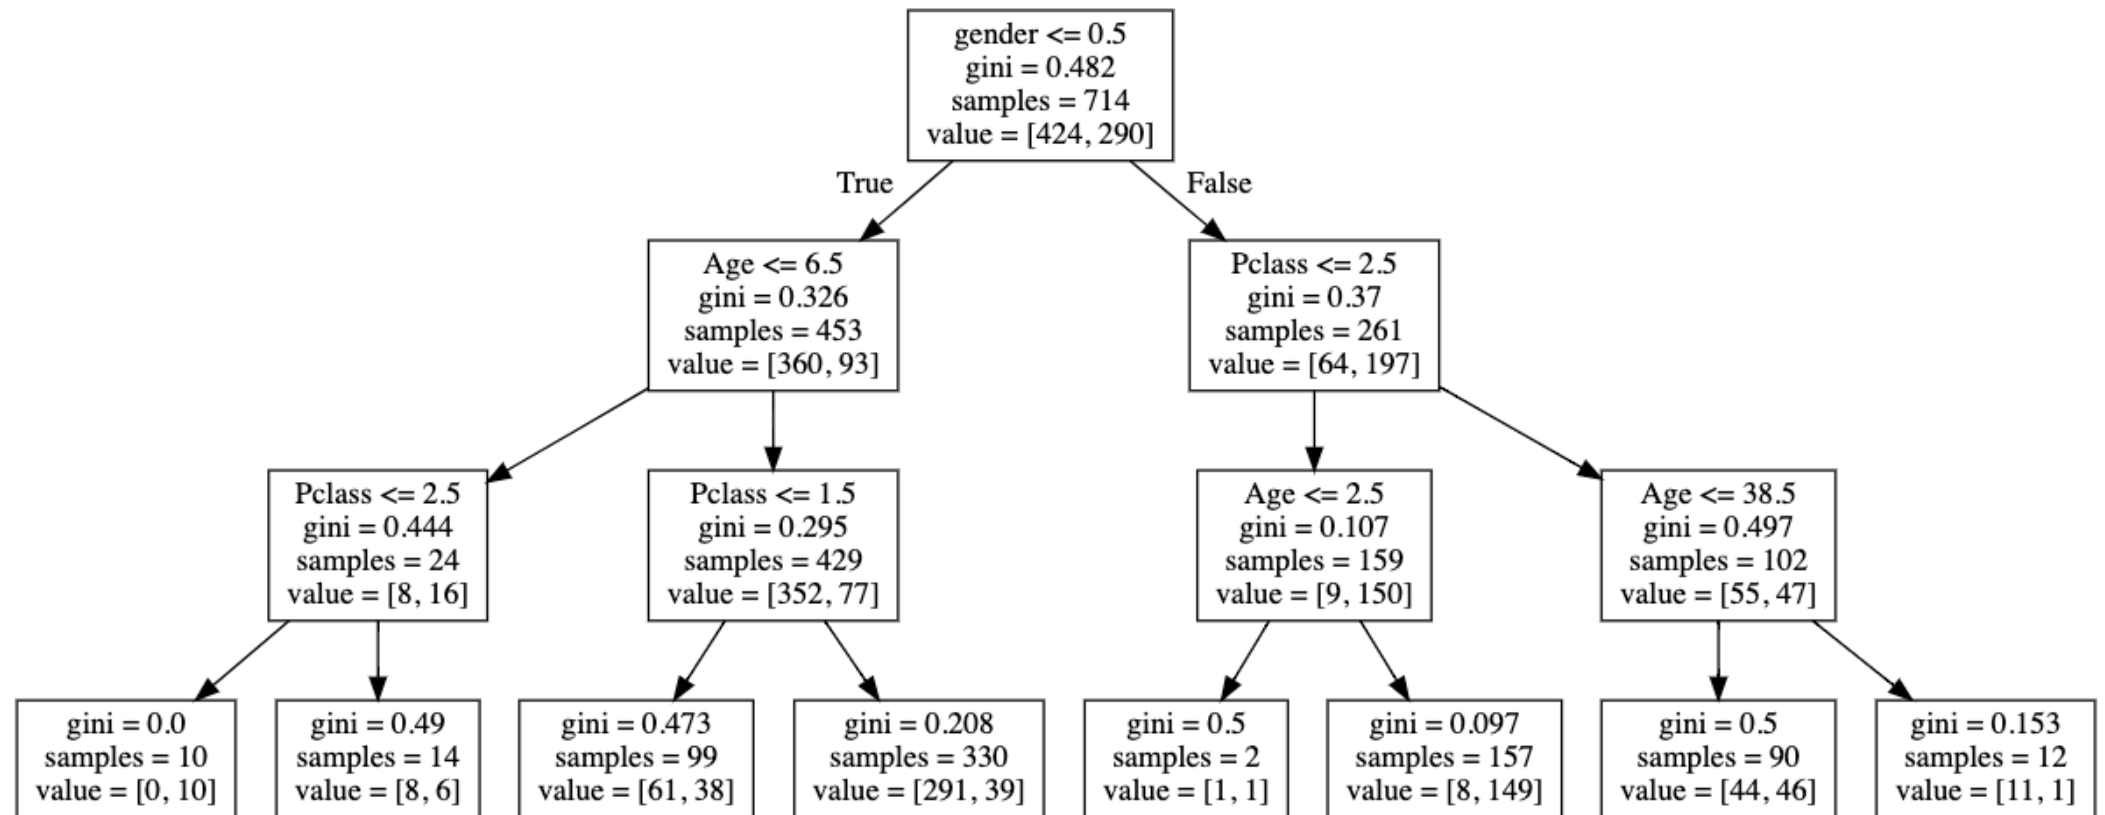 gender <= 0.5
gini = 0.482
samples = 714
value = [424, 290]
True
False
Age <= 6.5
gini = 0.326
samples = 453
value = [360, 93]
Pclass <= 2.5
gini = 0.37
samples = 261
value = [64, 197]
Pclass <= 2.5
gini = 0.444
samples = 24
value = [8, 16]
Pclass <= 1.5
gini = 0.295
samples = 429
value = [352, 77]
Age <= 2.5
gini = 0.107
samples = 159
value = [9, 150]
Age <= 38.5
gini = 0.497
samples = 102
value = [55, 47]
gini = 0.0
samples = 10
value = [0, 10]
gini = 0.49
samples = 14
value = [8, 6]
gini = 0.473
samples = 99
value = [61, 38]
gini = 0.208
samples = 330
value = [291, 39]
gini = 0.5
samples = 2
value = [1, 1]
gini = 0.097
samples = 157
value = [8, 149]
gini = 0.5
samples = 90
value = [44, 46]
gini = 0.153
samples = 12
value = [11, 1]